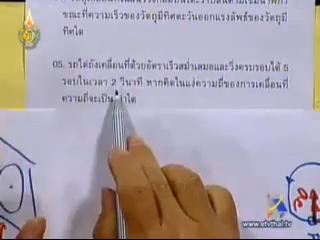 ขณะที่ความเร็วของวัตถุมีทิศตะวันออกแรงลัพธ์ของวัตถุมี
ทิศใด
05. รถไต่ถังเคลื่อนที่ด้วยอัตราเร็วสม่ำเสมอและวิ่งครบรอบได้ 5
รอบในเวลา 2 วินาที หากคิดในแง่ความถี่ของการเคลื่อนที่
ความถี่จะเป็น
www.etvthai.tv